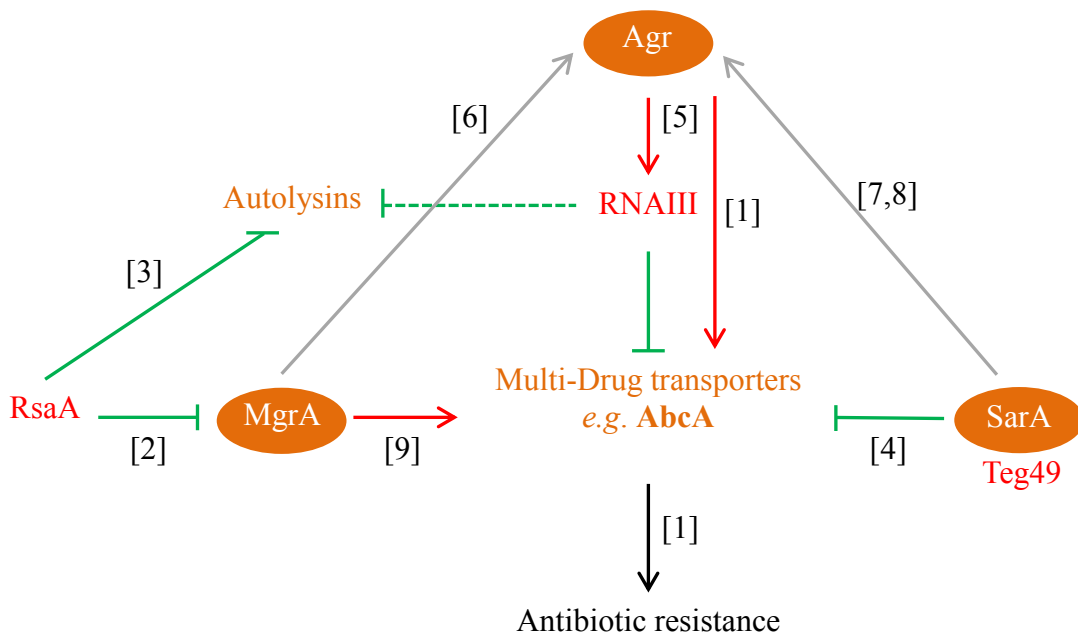 Agr
[6]
[5]
Autolysins
RNAIII
[1]
[7,8]
[3]
Multi-Drug transporters
e.g. AbcA
RsaA
MgrA
SarA
[2]
[9]
[4]
Teg49
[1]
Antibiotic resistance